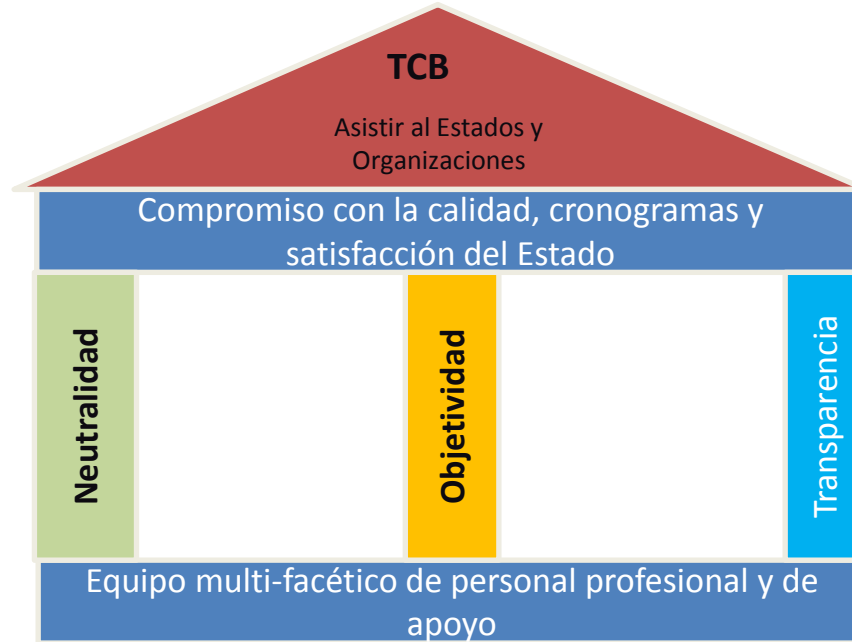 TCB
Asistir al Estados y
Organizaciones
Compromiso con la calidad, cronogramas y
satisfacción del Estado
Neutralidad
Objetividad
Transparencia
Equipo multi-facético de personal profesional y de
apoyo